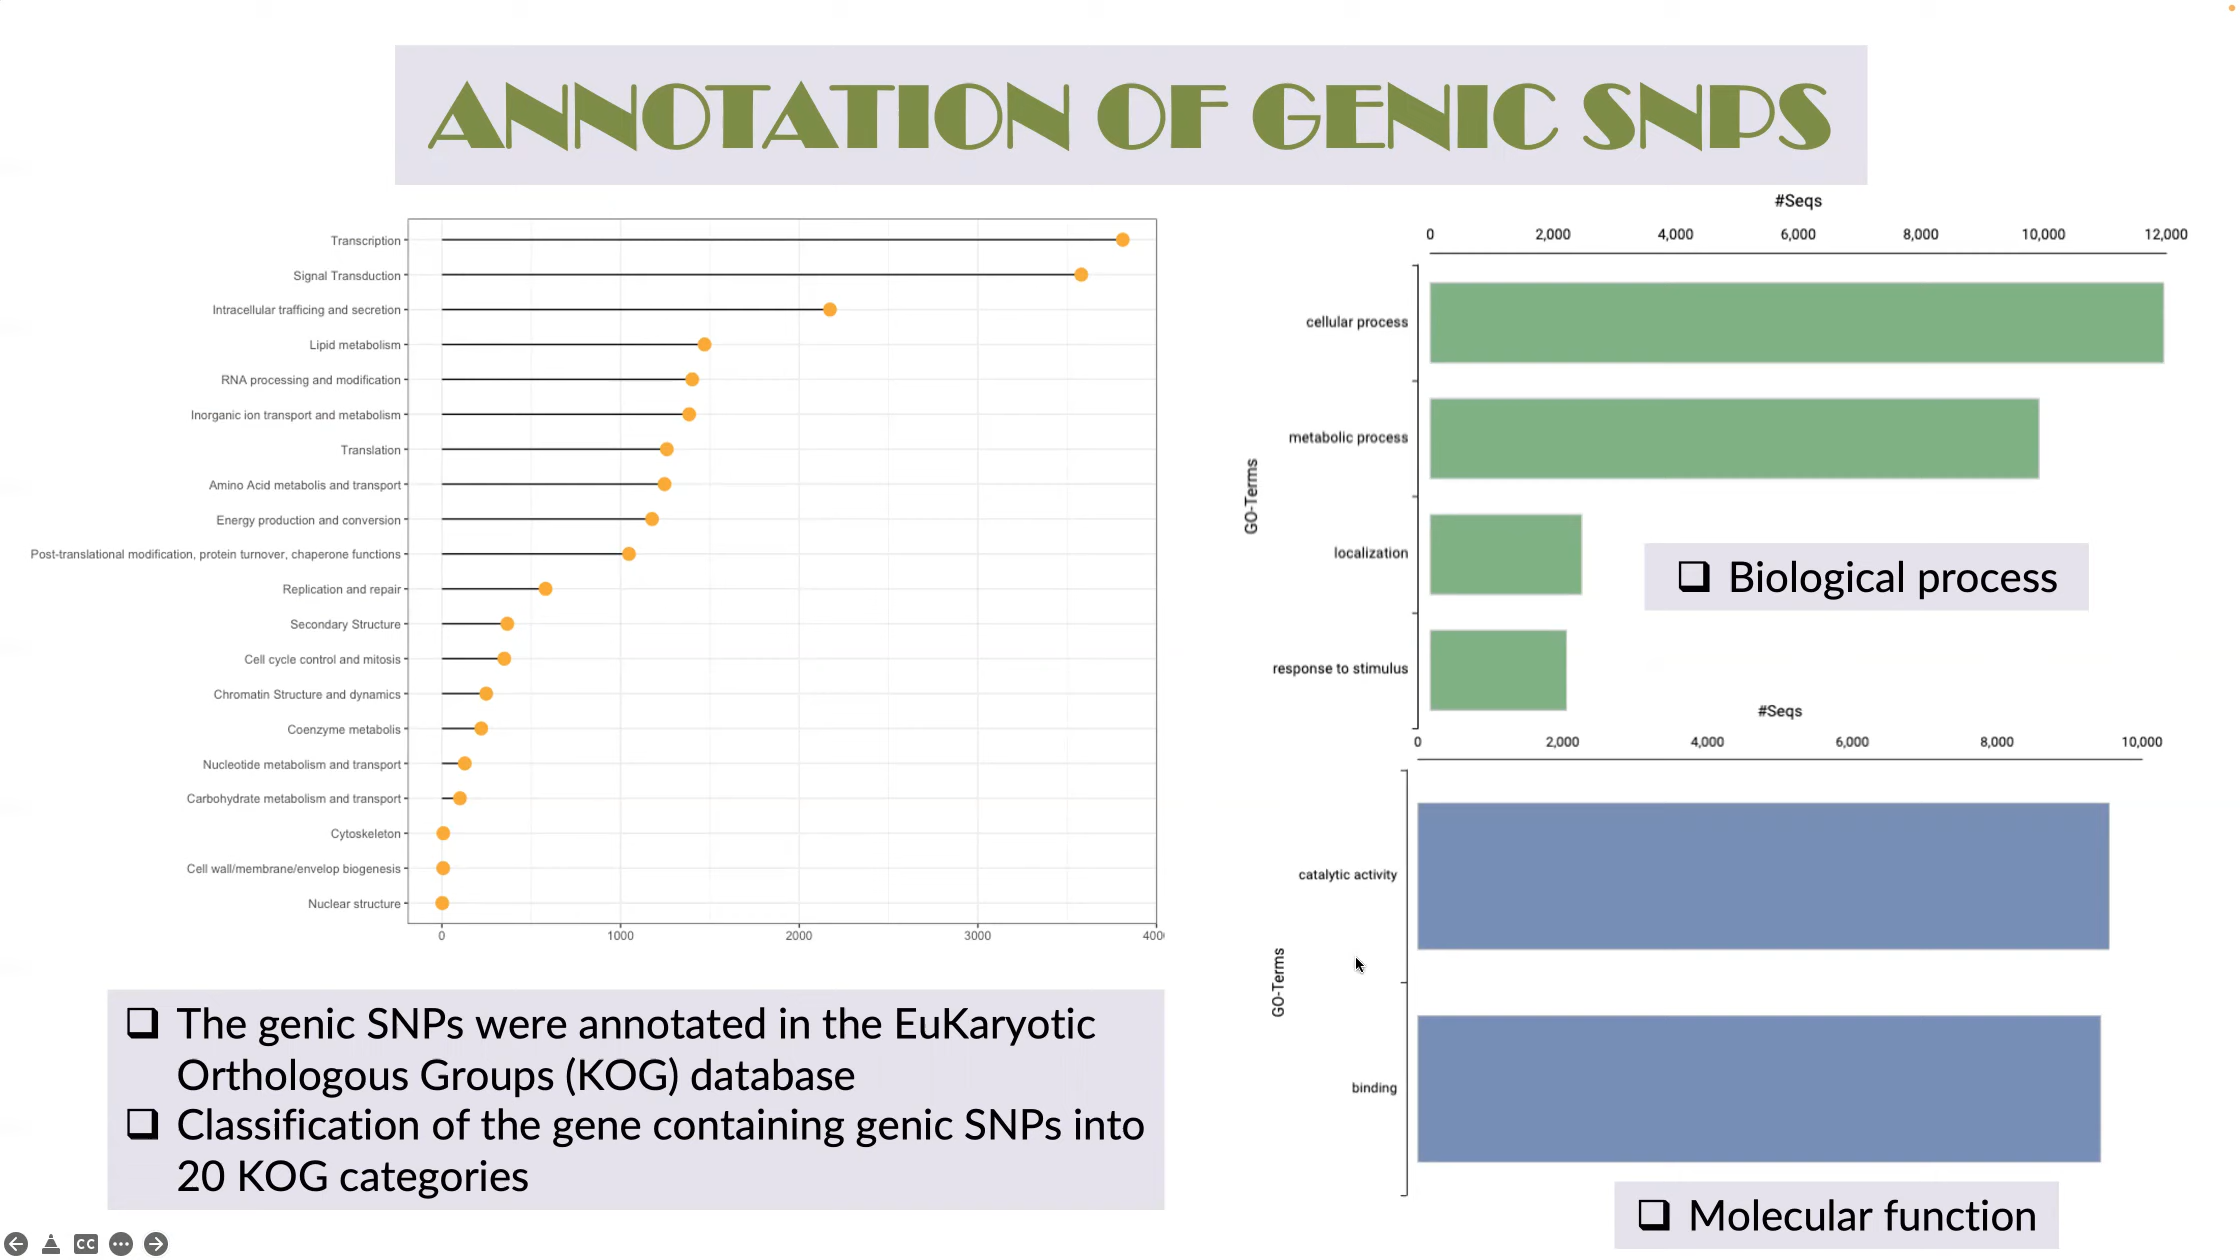 ANNOTATION OF GENIC SNPS
Transcription
Signal Transduction
Intracellular trafficing and secretion
Lipid metabolism
RNA processing and modification
Inorganic ion transport and metabolism
Translation
Amino Acid metabolis and transport
Energy production and conversion
Post-translational modification, protein turnover, chaperone functions
Replication and repair
Secondary Structure
Cell cycle control and mitosis
Chromatin Structure and dynamics
Coenzyme metabolis
Nucleotide metabolism and transport
Carbohydrate metabolism and transport
Cytoskeleton
Cell wall/membrane/envelop biogenesis
Nuclear structure
0 1000 2000 3000 400
❑ The genic SNPs were annotated in the EuKaryotic
Orthologous Groups (KOG) database
❑ Classification of the gene containing genic SNPs into
20 KOG categories
#Seqs
0 2,000 4,000 6,000 8,000 10,000 12,000
GO-Terms
cellular process
metabolic process
localization
response to stimulus
❑ Biological process
#Seqs
0 2,000 4,000 6,000 8,000 10,000
GO-Terms
catalytic activity
binding
❑ Molecular function
CC